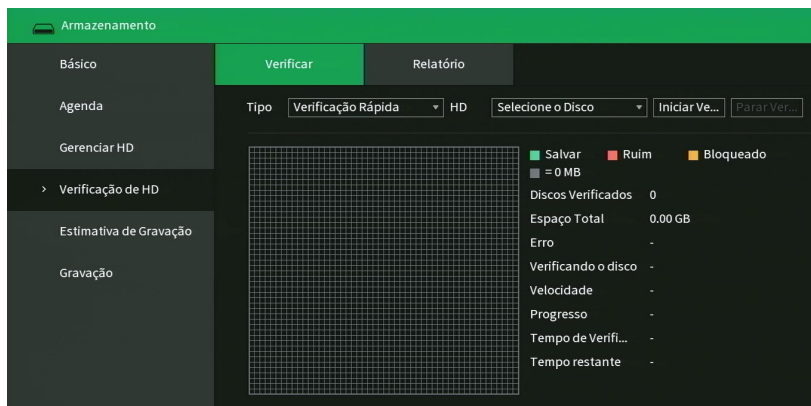 Armazenamento
Básico
Agenda
Gerenciar HD
Verificação de HD
Estimativa de Gravação
Gravação
Verificar Relatório
Tipo Verificação Rápida HD Selecione o Disco Iniciar Ve... Parar Ver...
Salvar Ruim Bloqueado
= 0 MB
Discos Verificados 0
Espaço Total 0.00 GB
Erro -
Verificando o disco -
Velocidade -
Progresso -
Tempo de Verifi... -
Tempo restante -